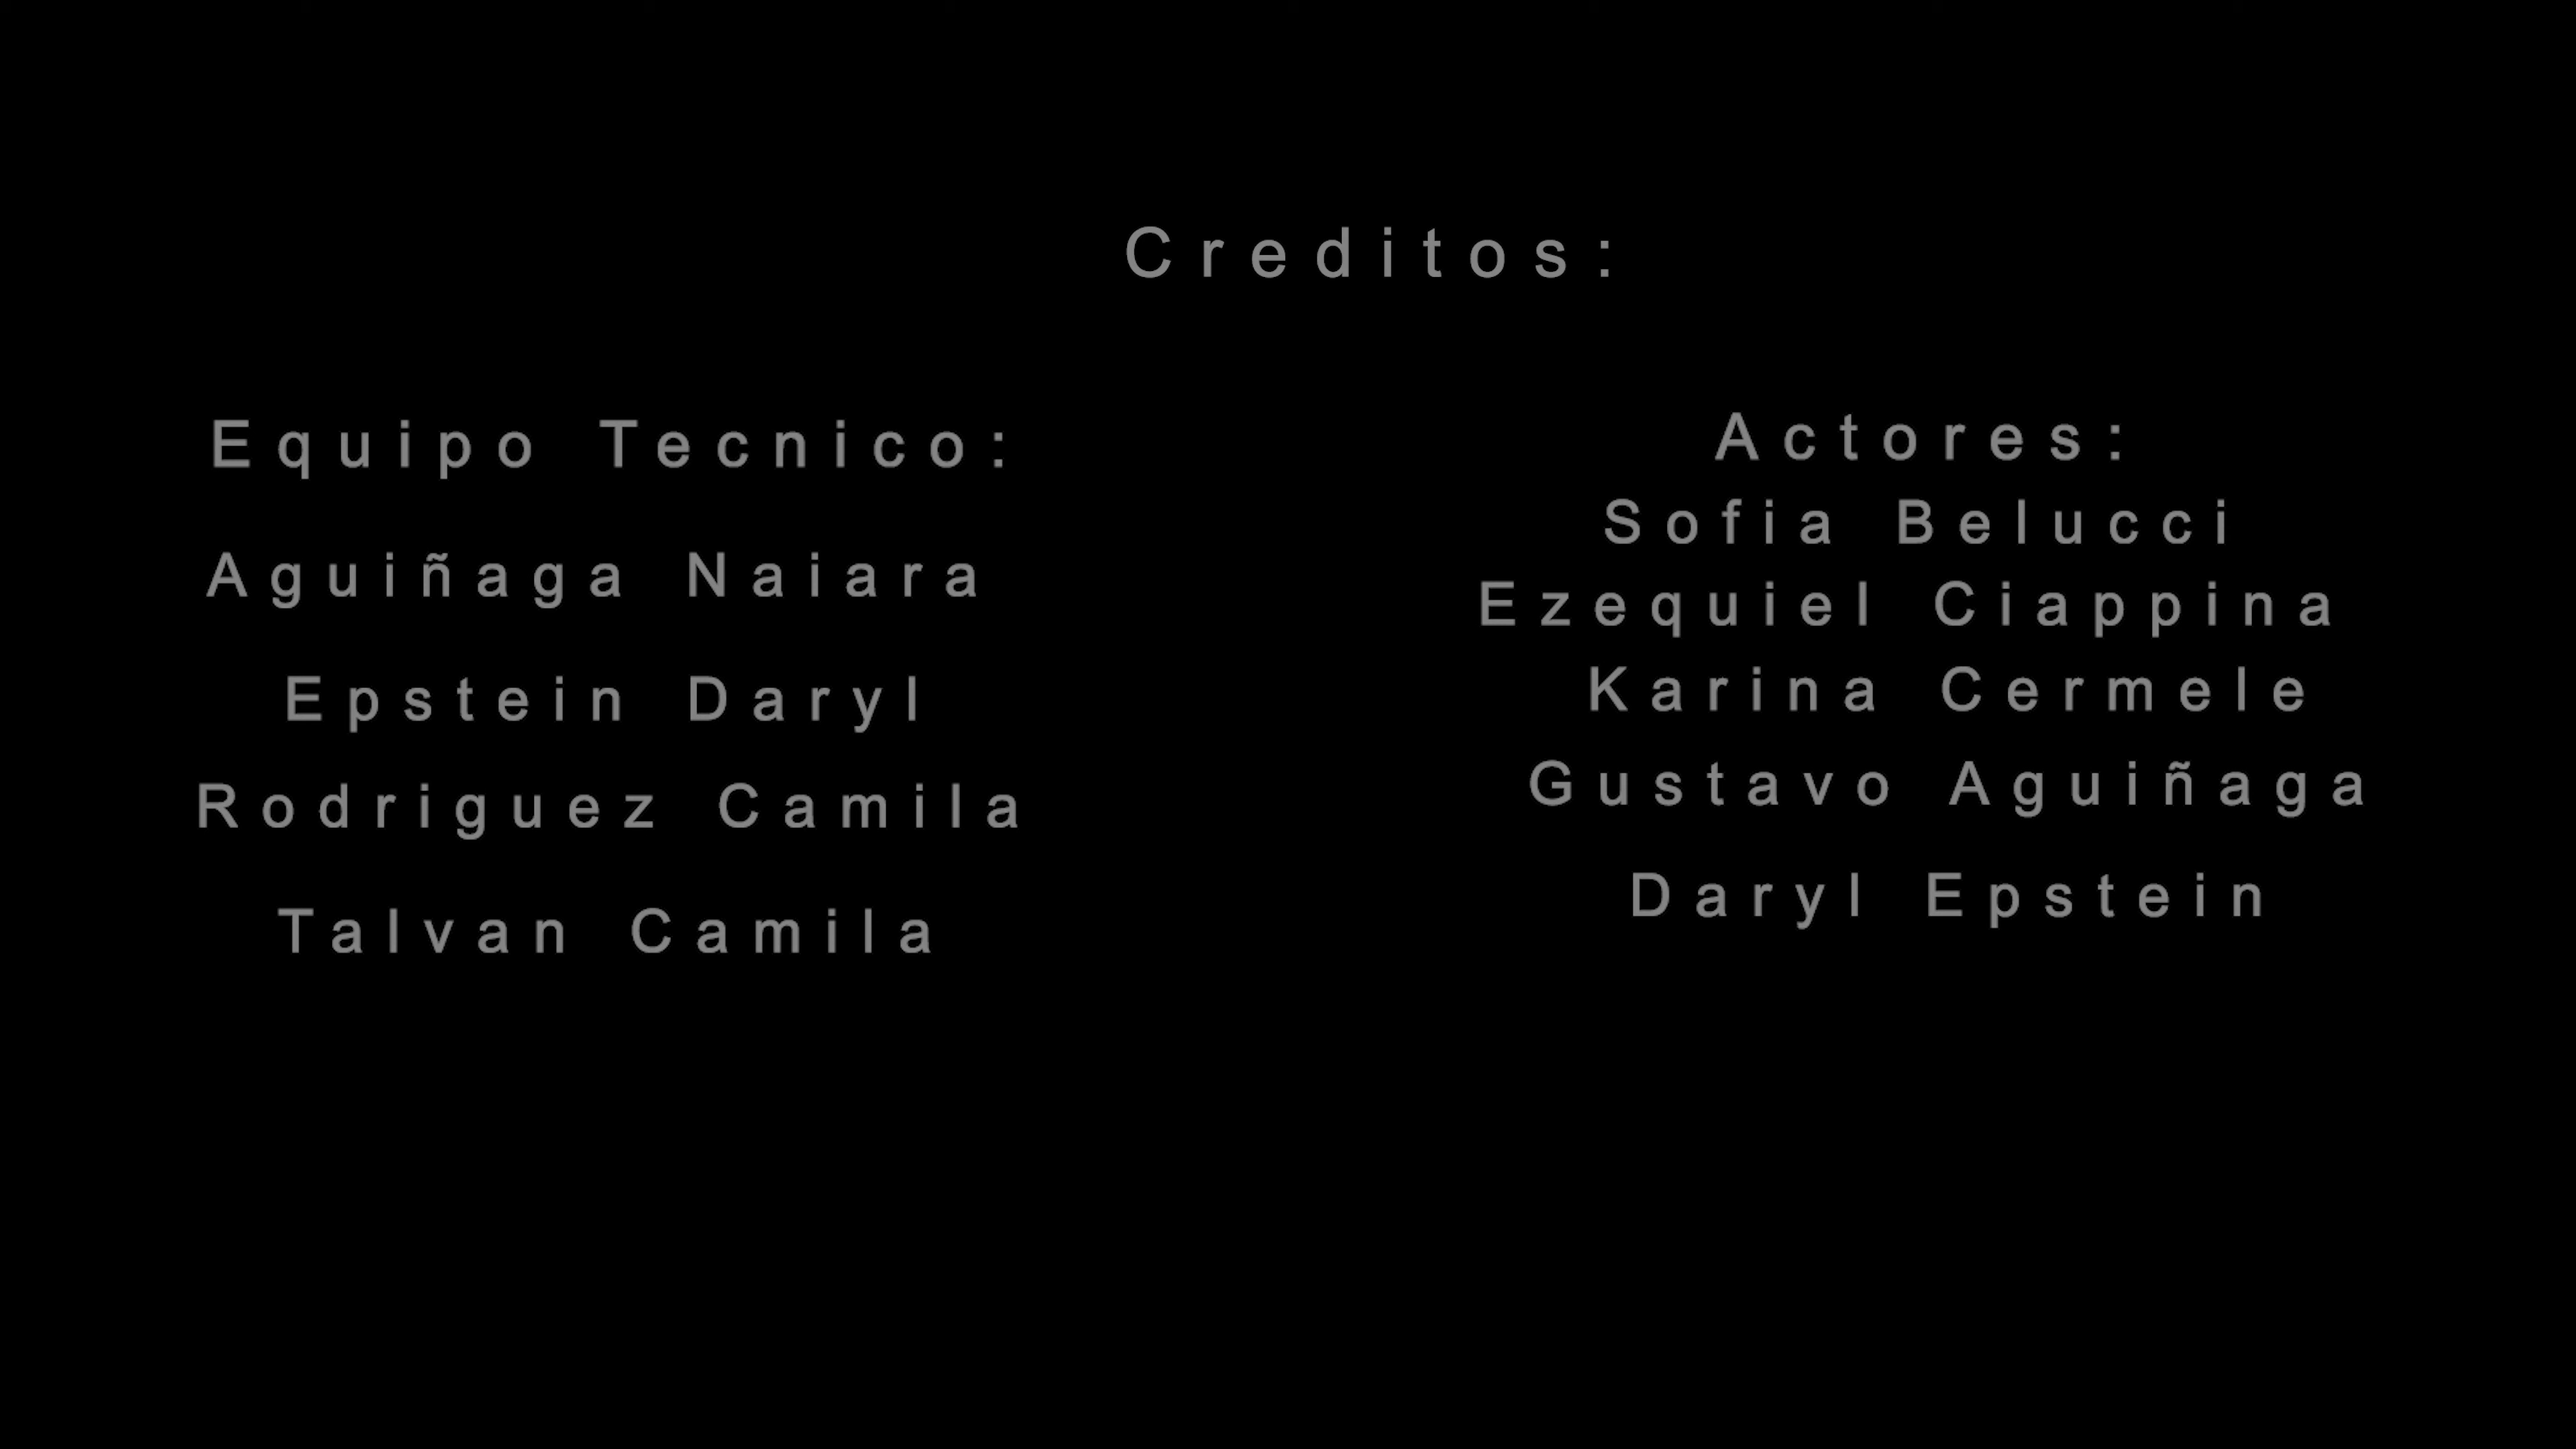 Creditos:
Equipo Tecnico:
Aguiñaga Naiara
Epstein Daryl
Rodriguez Camila
Talvan Camila
Actores:
Sofia Belucci
Ezequiel Ciappina
Karina Cermele
Gustavo Aguiñaga
Daryl Epstein